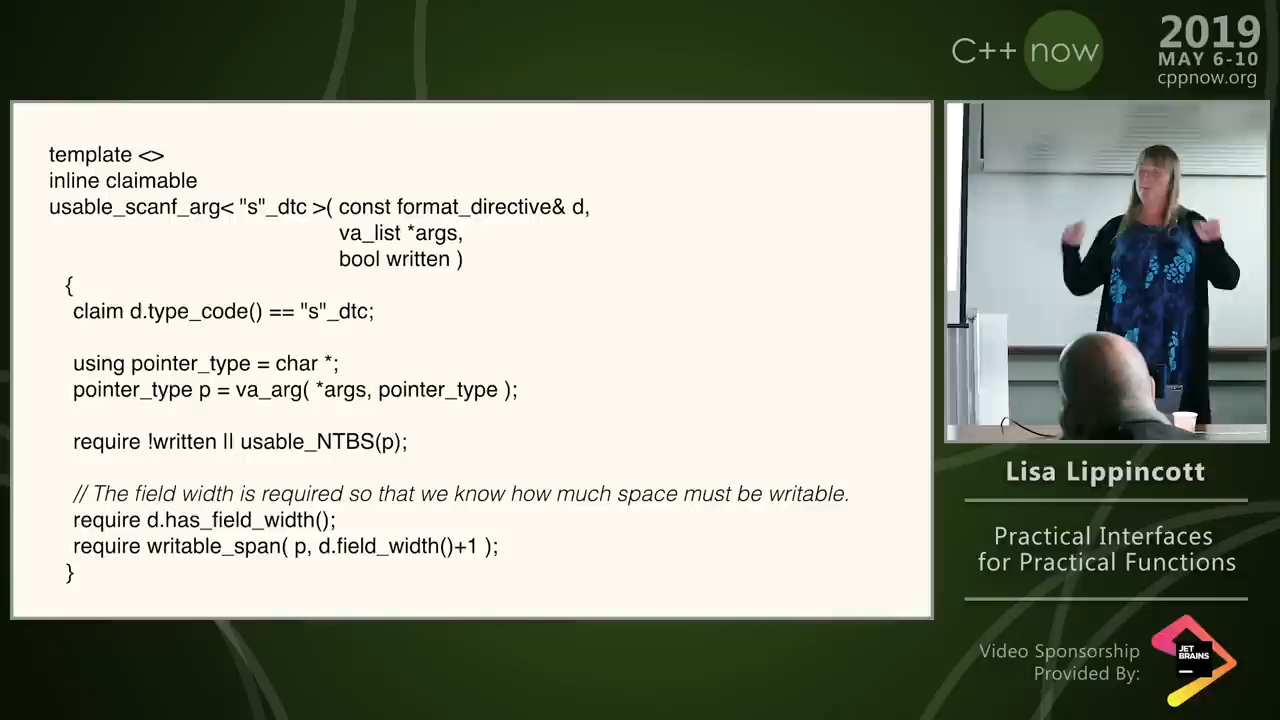 C++ now
2019
MAY 6-10
cppnow.org
template <>
inline claimable
usable_scanf_arg< "s"_dtc >( const format_directive& d,
va_list *args,
bool written )
{
claim d.type_code() == "s"_dtc;
using pointer_type = char *;
pointer_type p = va_arg( *args, pointer_type );
require !written || usable_NTBS(p);
// The field width is required so that we know how much space must be writable.
require d.has_field_width();
require writable_span( p, d.field_width()+1 );
}
Lisa Lippincott
Practical Interfaces
for Practical Functions
Video Sponsorship
Provided By:
JET
BRAINS